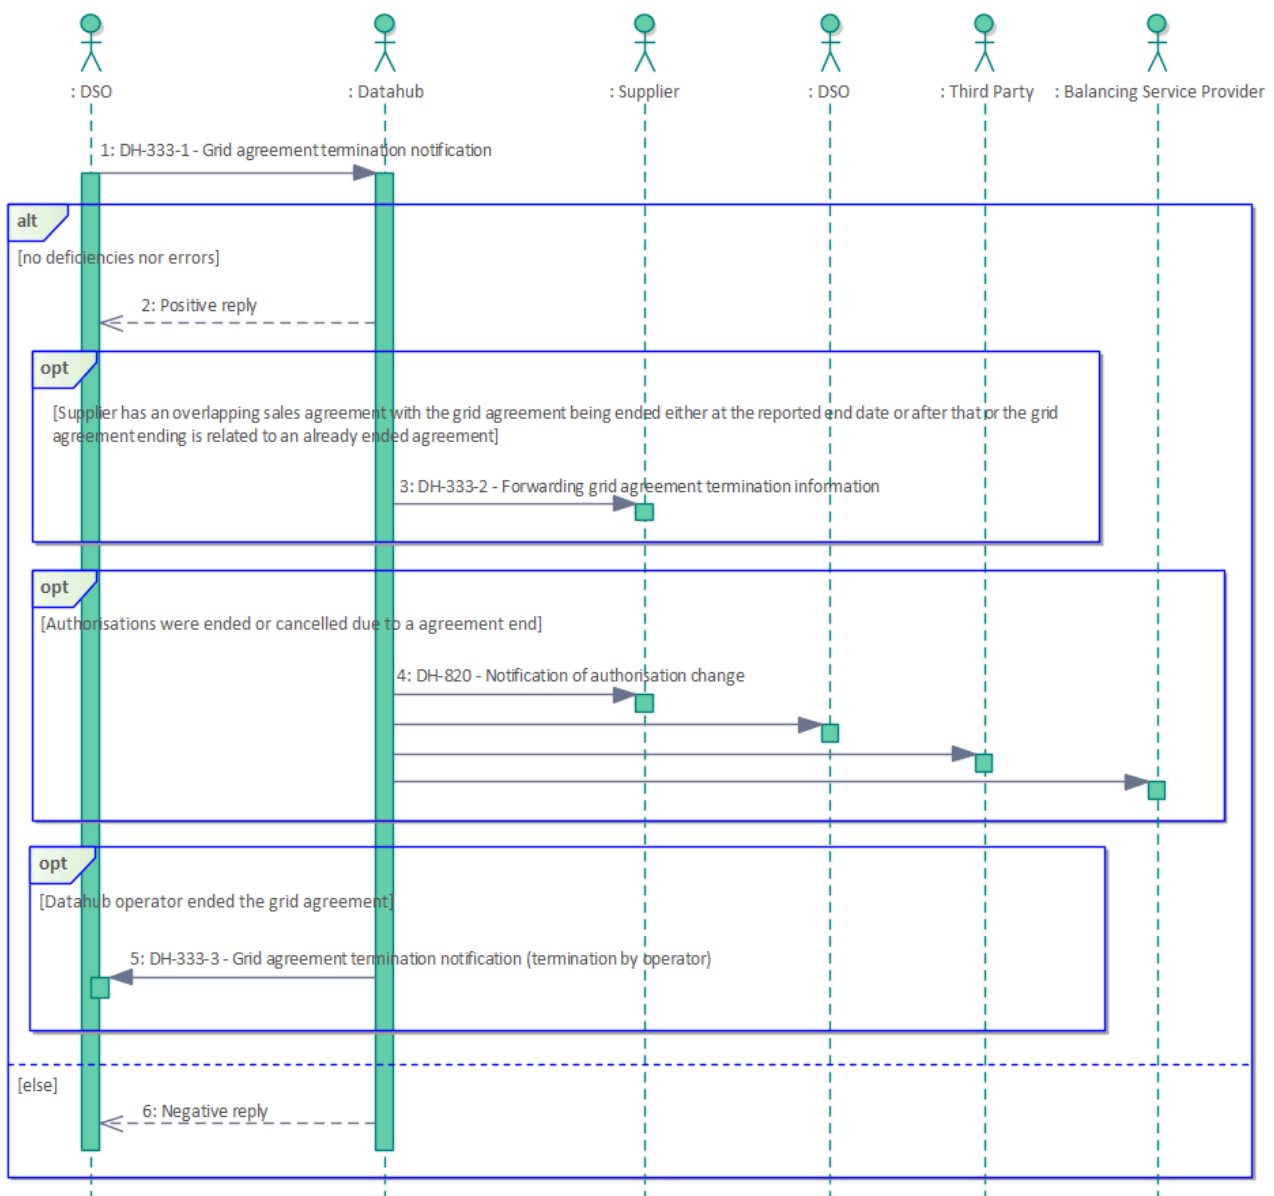 : DSO
: Datahub
: Supplier
: DSO
: Third Party
: Balancing Service Provider
1: DH-333-1 - Grid agreement termination notification
alt
[no deficiencies nor errors]
2: Positive reply
opt
[Supplier has an overlapping sales agreement with the grid agreement being ended either at the reported end date or after that or the grid
agreement ending is related to an already ended agreement]
3: DH-333-2 - Forwarding grid agreement termination information
opt
[Authorisations were ended or cancelled due to a agreement end]
4: DH-820 - Notification of authorisation change
opt
[Datahub operator ended the grid agreement]
5: DH-333-3 - Grid agreement termination notification (termination by operator)
[else]
6: Negative reply